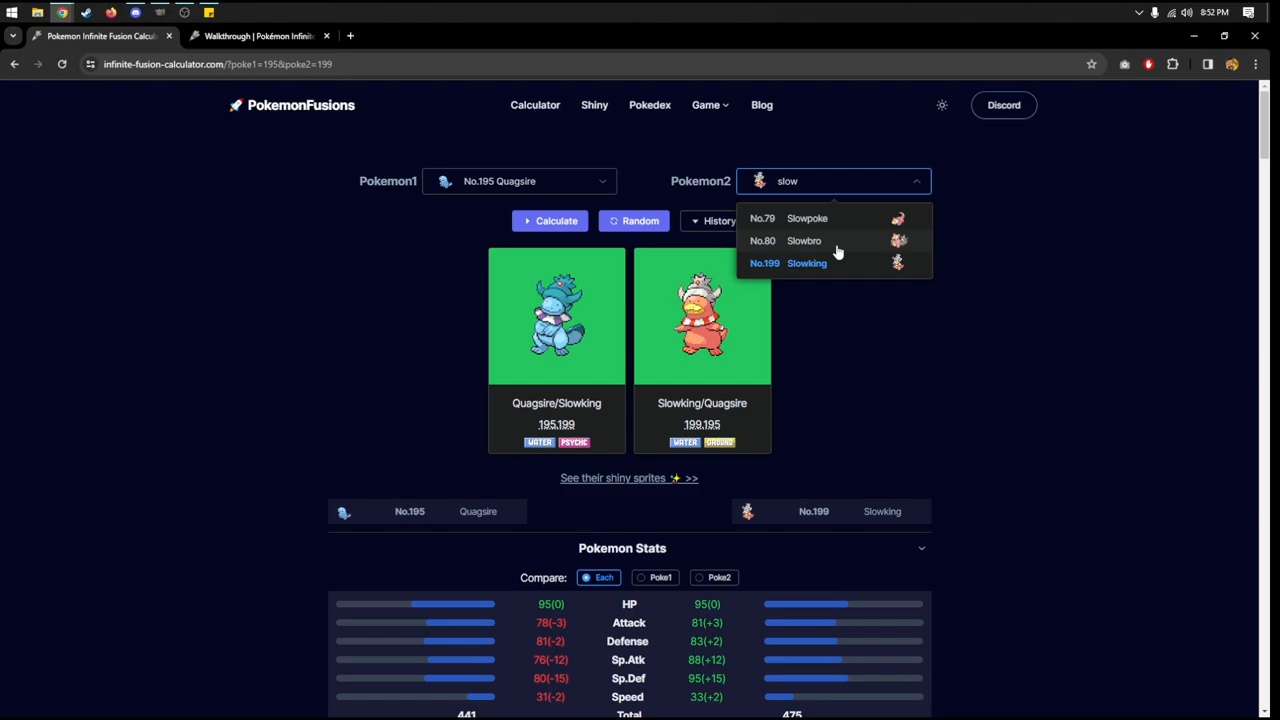 8:52 PM
Pokemon Infinite Fusion Calcul
Walkthrough | Pokémon Infinite
infinite-fusion-calculator.com/?poke1=195&poke2=199
PokemonFusions
Calculator Shiny Pokedex Game Blog Discord
Pokemon1 No.195 Quagsire Pokemon2 slow
Calculate Random History
No.79 Slowpoke
No.80 Slowbro
No.199 Slowking
Quagsire/Slowking Slowking/Quagsire
195.199 199.195
WATER PSYCHC WATER GROUND
See their shiny sprites ✨ >>
No.195 Quagsire No.199 Slowking
Pokemon Stats
Compare: Each Poke1 Poke2
95(0) HP 95(0)
78(-3) Attack 81(+3)
81(-2) Defense 83(+2)
76(-12) Sp.Atk 88(+12)
80(-15) Sp.Def 95(+15)
31(-2) Speed 33(+2)
441 Total 475